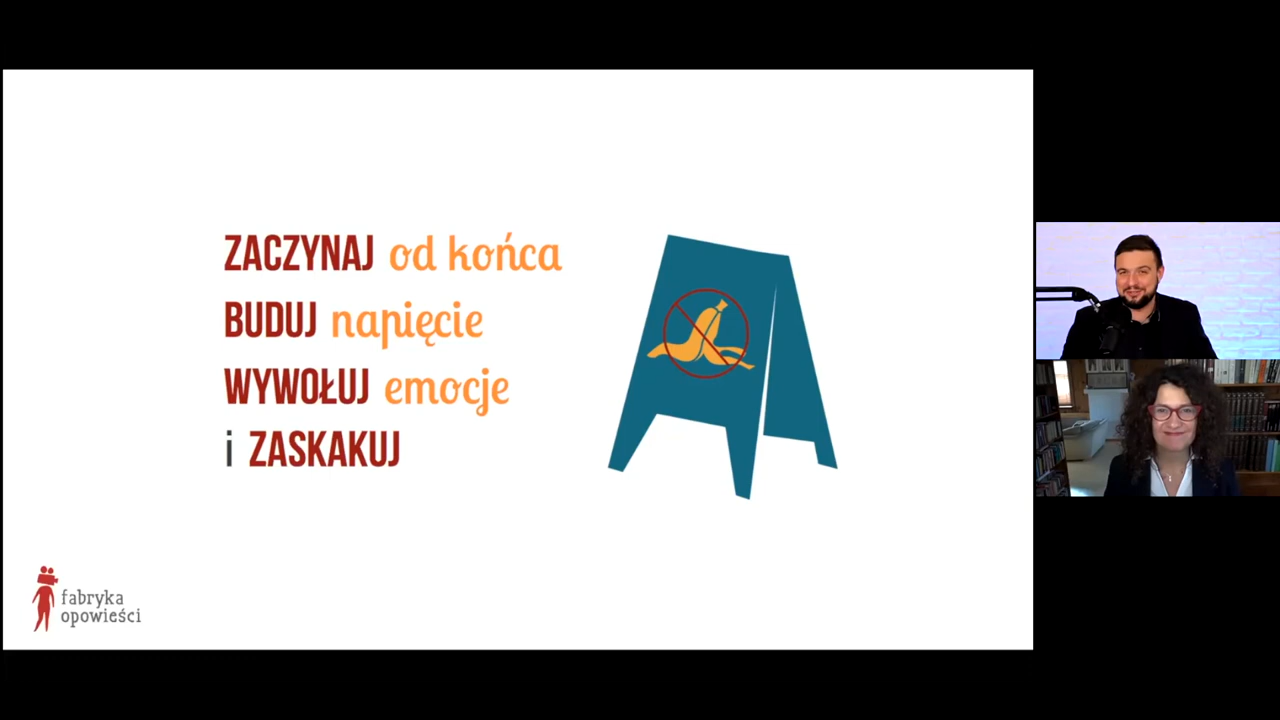 ZACZYNAJ od końca
BUDUJ napięcie
WYWOŁUJ emocje
i ZASKAKUJ
fabryka
opowieści